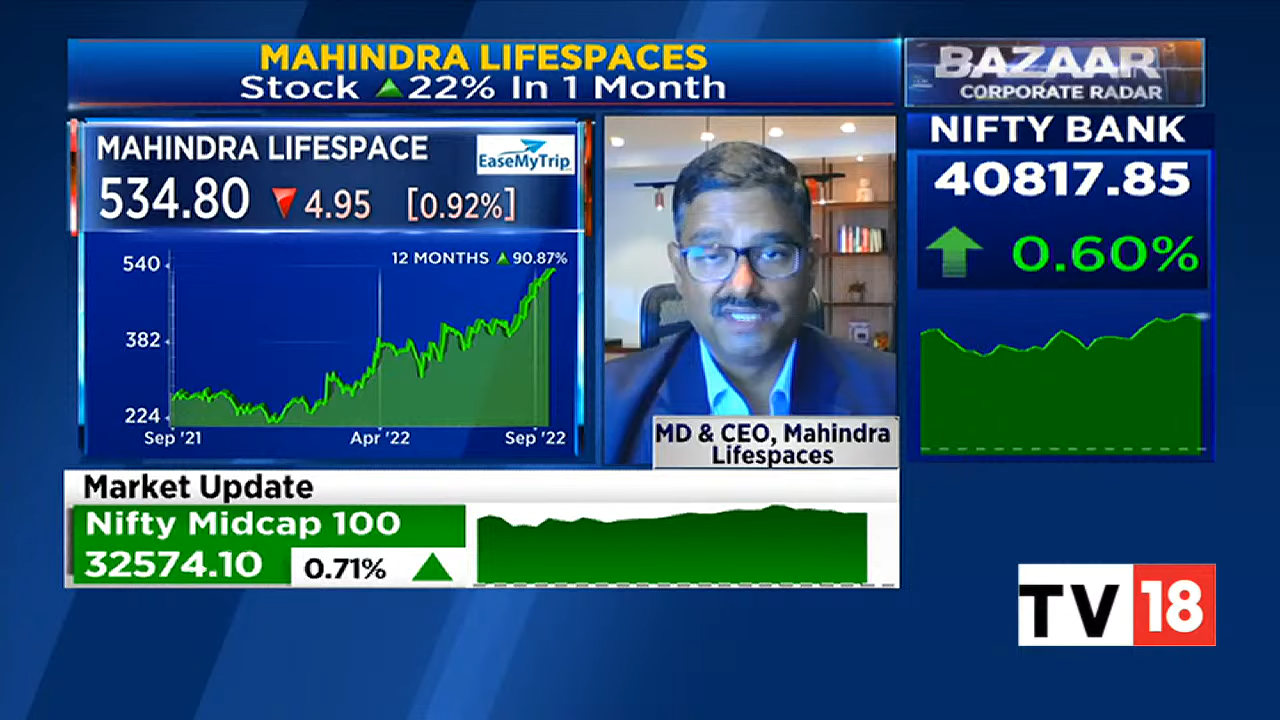 MAHINDRA LIFESPACES
Stock ▲22% In 1 Month
BAZAAR
CORPORATE RADAR
MAHINDRA LIFESPACE
EaseMyTrip
534.80 ▼ 4.95 [0.92%]
12 MONTHS ▲ 90.87%
540
382
224
Sep '21 Apr '22 Sep '22
MD & CEO, Mahindra
Lifespaces
NIFTY BANK
40817.85
0.60%
Market Update
Nifty Midcap 100
32574.10 0.71% ▲
TV 18